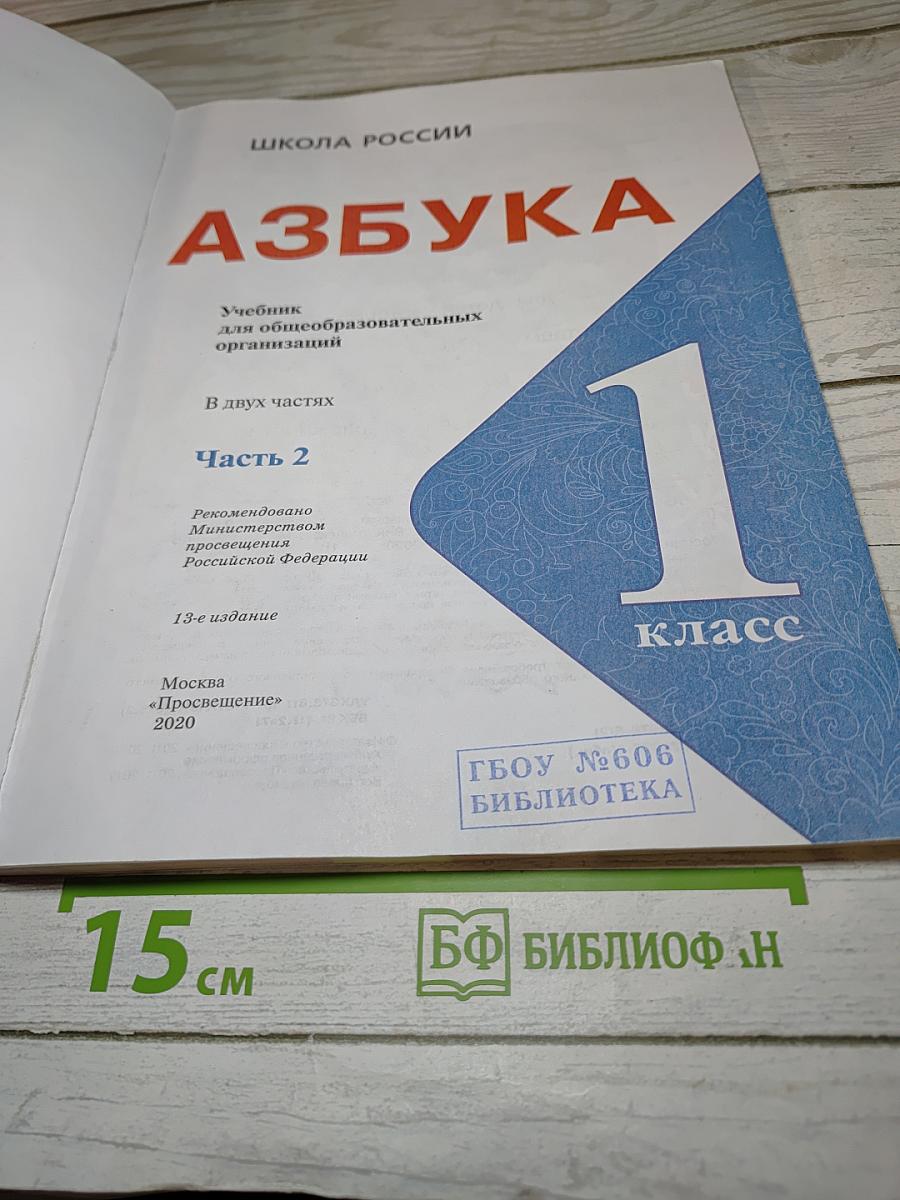 ШКОЛА РОССИИ
АЗБУКА
Учебник
для общеобразовательных
организаций
В двух частях
Часть 2
Рекомендовано
Министерством
просвещения
Российской Федерации
13-е издание
Москва
«Просвещение»
2020
1
класс
ГБОУ №606
БИБЛИОТЕКА
15 см
БФ